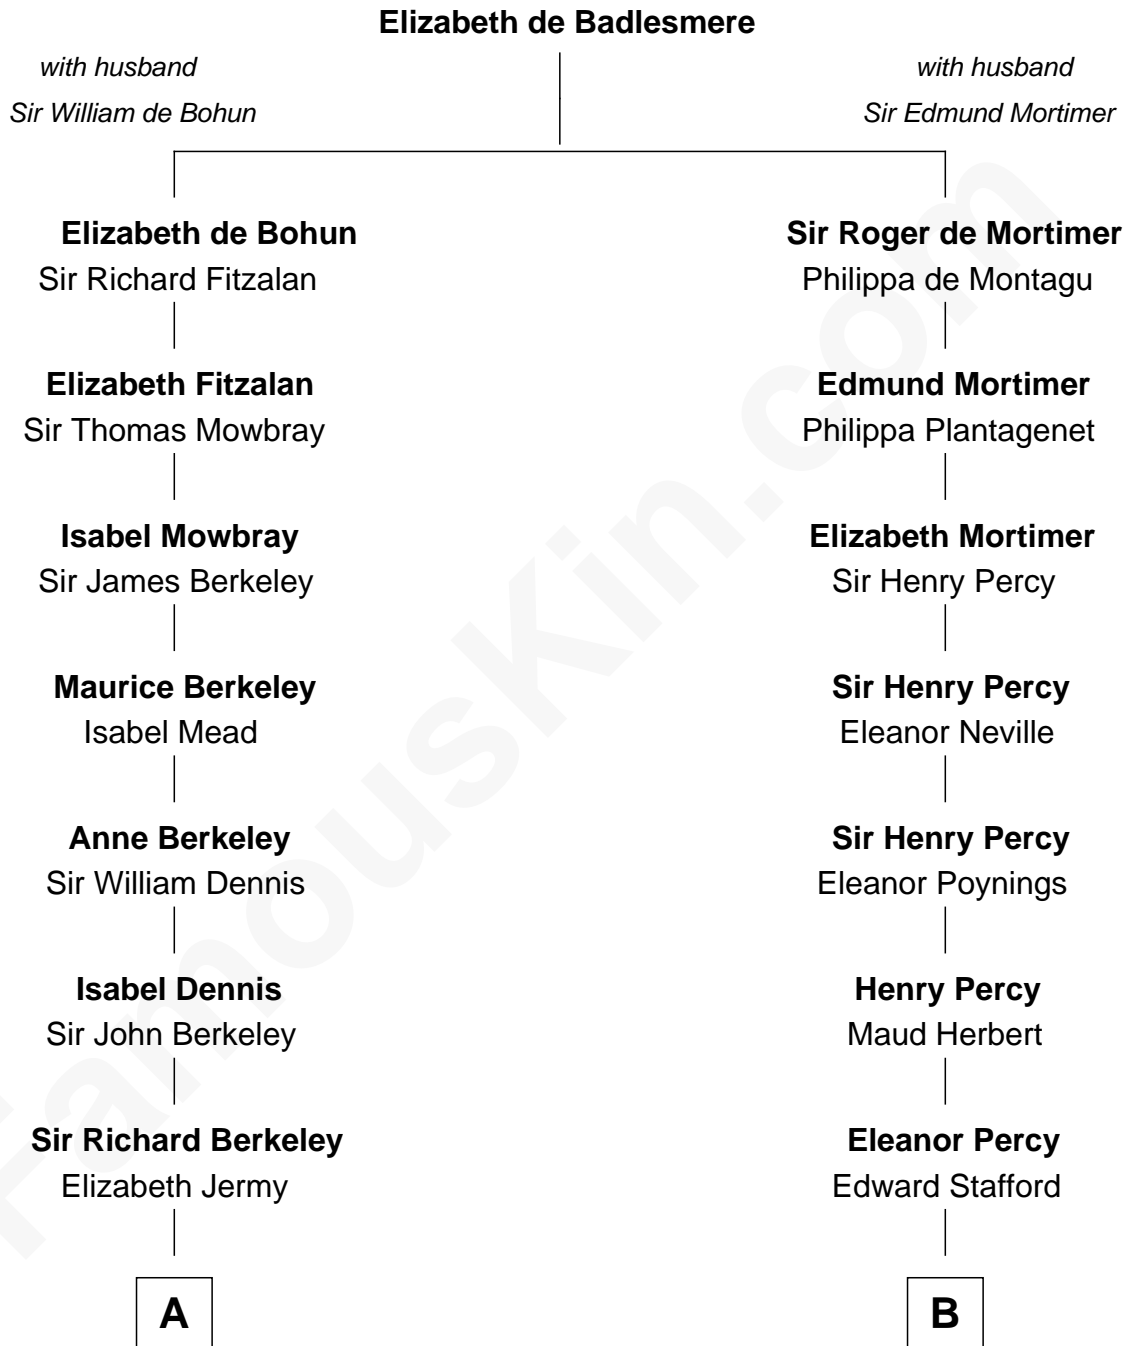 Elizabeth de Badlesmere
with husband
Sir William de Bohun
with husband
Sir Edmund Mortimer
Elizabeth de Bohun
Sir Richard Fitzalan
Elizabeth Fitzalan
Sir Thomas Mowbray
Isabel Mowbray
Sir James Berkeley
Maurice Berkeley
Isabel Mead
Anne Berkeley
Sir William Dennis
Isabel Dennis
Sir John Berkeley
Sir Richard Berkeley
Elizabeth Jermy
A
Sir Roger de Mortimer
Philippa de Montagu
Edmund Mortimer
Philippa Plantagenet
Elizabeth Mortimer
Sir Henry Percy
Sir Henry Percy
Eleanor Neville
Sir Henry Percy
Eleanor Poynings
Henry Percy
Maud Herbert
Eleanor Percy
Edward Stafford
B
FamousKin.com